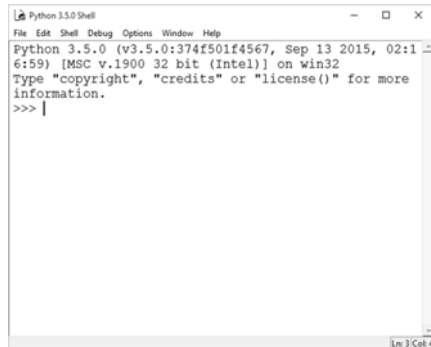 Python 3.5.0 Shell
File Edit Shell Debug Options Window Help
Python 3.5.0 (v3.5.0:374f501f4567, Sep 13 2015, 02:1
6:59) [MSC v.1900 32 bit (Intel)] on win32
Type "copyright", "credits" or "license()" for more
information.
>>>
Ln: 3 Col: 4